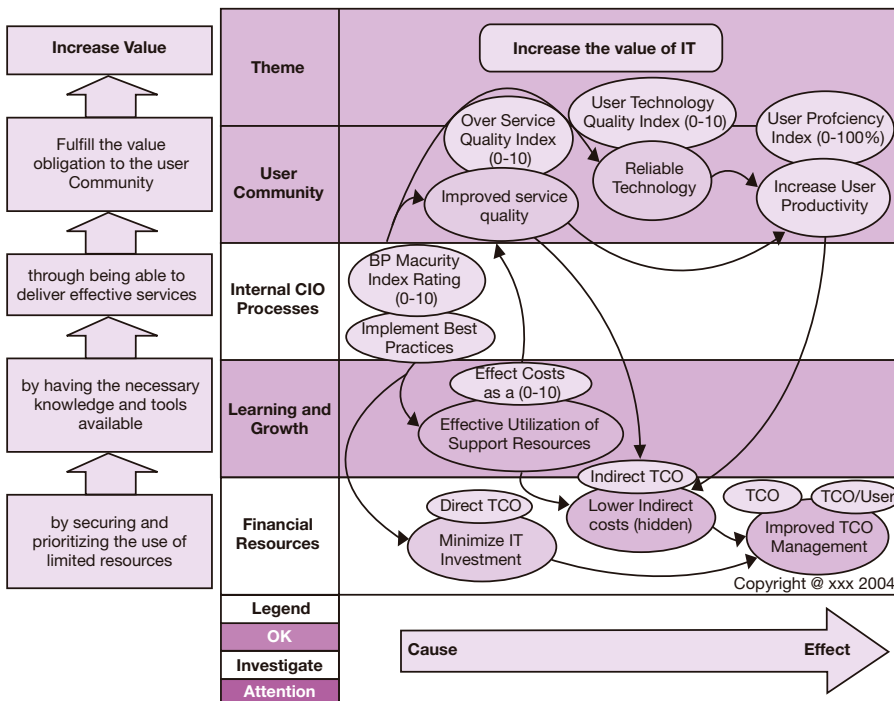 Increase Value
Fulfill the value
obligation to the user
Community
through being able to
deliver effective services
by having the necessary
knowledge and tools
available
by securing and
prioritizing the use of
limited resources
Theme
Increase the value of IT
User Technology
Quality Index (0-10)
Over Service
Quality Index
(0-10)
User Profciency
Index (0-100%)
User
Community
Reliable
Technology
Improved service
quality
Increase User
Productivity
Internal CIO
Processes
BP Macurity
Index Rating
(0-10)
Implement Best
Practices
Learning and
Growth
Effect Costs
as a (0-10)
Effective Utilization of
Support Resources
Financial
Resources
Indirect TCO
Lower Indirect
costs (hidden)
Direct TCO
Minimize IT
Investment
TCO
TCO/User
Improved TCO
Management
Copyright @ xxx 2004
Legend
OK
Investigate
Attention
Cause
Effect